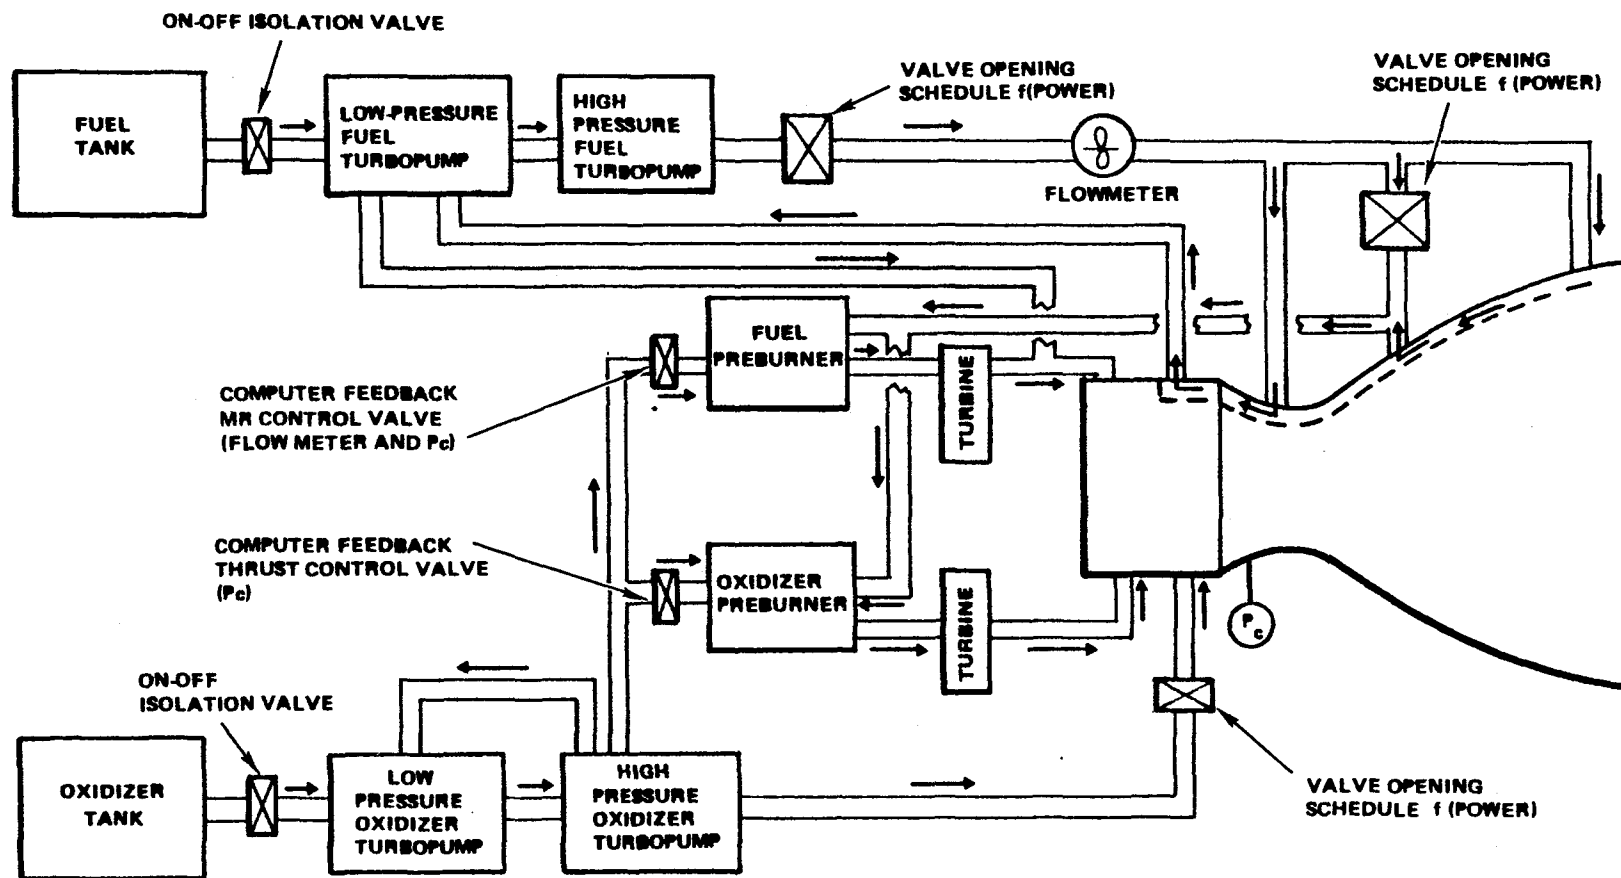 ON-OFF ISOLATION VALVE
FUEL
TANK
LOW-PRESSURE
FUEL
TURBOPUMP
HIGH
PRESSURE
FUEL
TURBOPUMP
VALVE OPENING
SCHEDULE f(POWER)
FLOWMETER
VALVE OPENING
SCHEDULE f (POWER)
FUEL
PREBURNER
TURBINE
COMPUTER FEEDBACK
MR CONTROL VALVE
(FLOW METER AND Pc)
COMPUTER FEEDBACK
THRUST CONTROL VALVE
(Pc)
OXIDIZER
PREBURNER
TURBINE
Pc
ON-OFF
ISOLATION VALVE
OXIDIZER
TANK
LOW
PRESSURE
OXIDIZER
TURBOPUMP
HIGH
PRESSURE
OXIDIZER
TURBOPUMP
VALVE OPENING
SCHEDULE f (POWER)